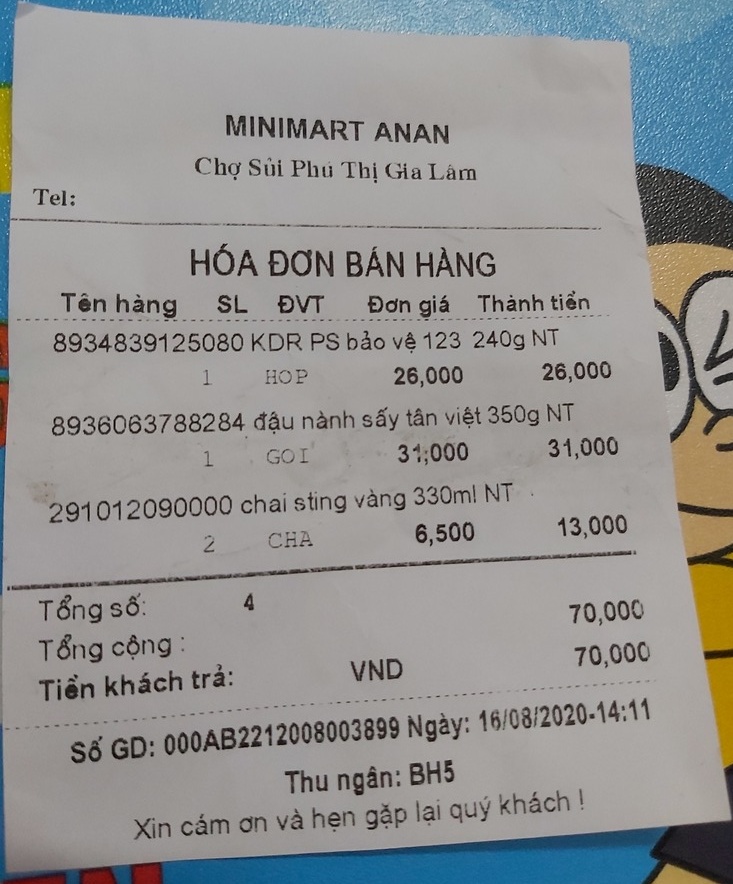 MINIMART ANAN
Chợ Sủi Phú Thị Gia Lâm
Tel:
HÓA ĐƠN BÁN HÀNG
Tên hàng SL ĐVT Đơn giá Thành tiền
8934839125080 KDR PS bảo vệ 123 240g NT
1 HOP 26,000 26,000
8936063788284 đậu nành sấy tân việt 350g NT
1 GOI 31,000 31,000
291012090000 chai sting vàng 330ml NT
2 CHA 6,500 13,000
Tổng số: 4
Tổng cộng : 70,000
Tiền khách trả: VND 70,000
Số GD: 000AB2212008003899 Ngày: 16/08/2020-14:11
Thu ngân: BH5
Xin cám ơn và hẹn gặp lại quý khách !